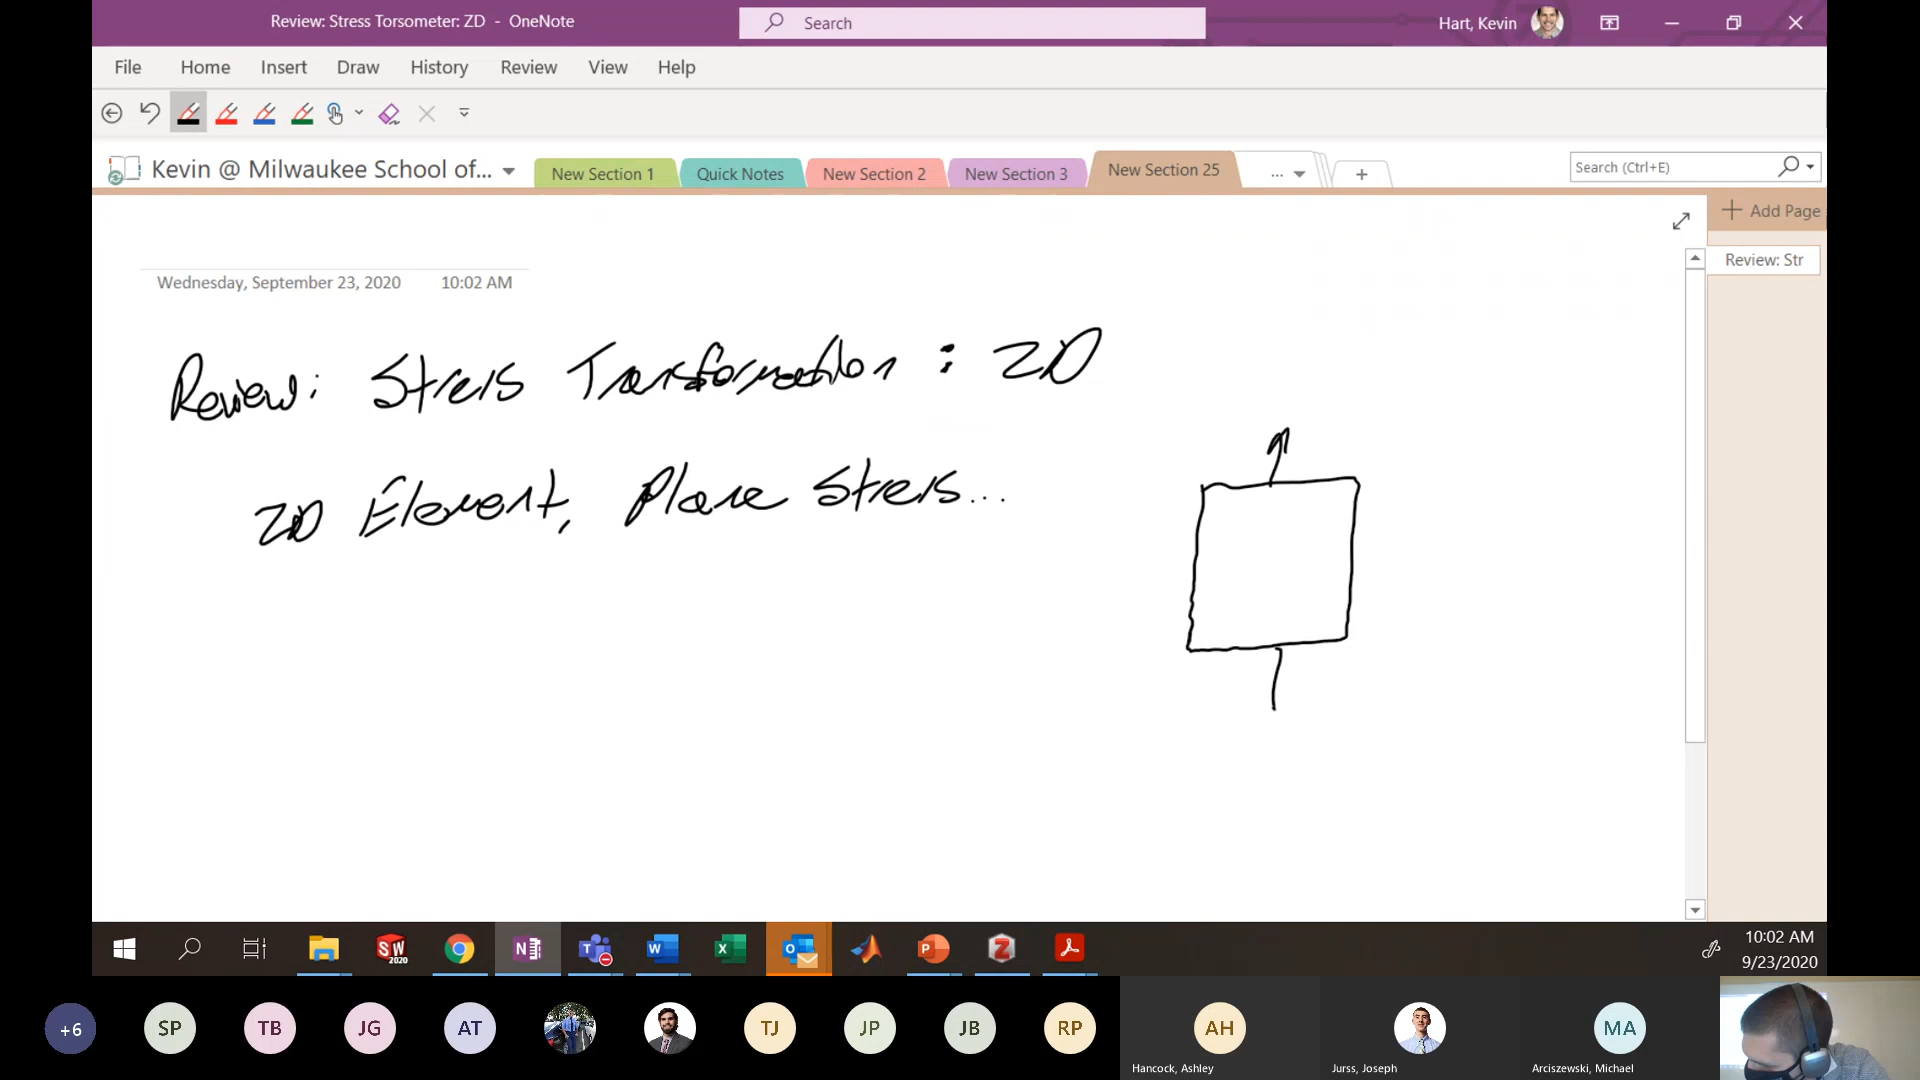 Review: Stress Torsometer: ZD - OneNote
Search
Hart, Kevin
File Home Insert Draw History Review View Help
Kevin @ Milwaukee School of...
New Section 1
Quick Notes
New Section 2
New Section 3
New Section 25
...
Search (Ctrl+E)
Add Page
Review: Str
Wednesday, September 23, 2020 10:02 AM
Review: Stress Transformation : 2D
2D Element, Plane Stress...
SW
2020
N
W
X
P
Z
10:02 AM
9/23/2020
+6 SP TB JG AT TJ JP JB RP AH MA
Hancock, Ashley Jurss, Joseph Arciszewski, Michael